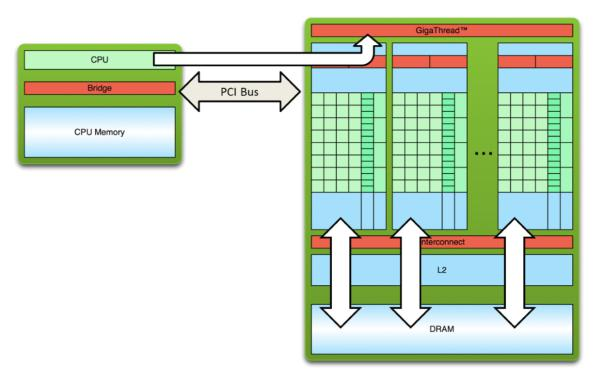 GigaThread™
CPU
Bridge
PCI Bus
CPU Memory
...
Interconnect
L2
DRAM